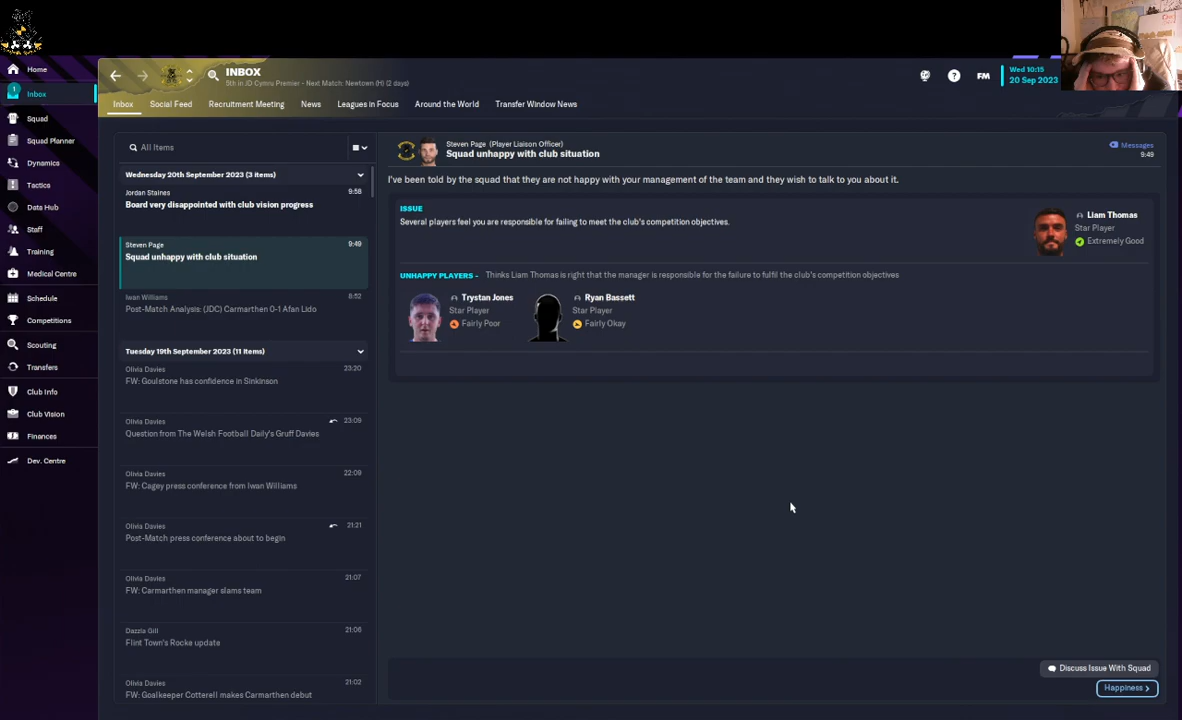 Home
Inbox
1
Squad
Squad Planner
Dynamics
Tactics
Data Hub
Staff
Training
Medical Centre
Schedule
Competitions
Scouting
Transfers
Club Info
Club Vision
Finances
Dev. Centre
INBOX
5th in JD Cymru Premier - Next Match: Newtown (H) (2 days)
?
FM
Wed 10:15
20 Sep 2023
Inbox
Social Feed
Recruitment Meeting
News
Leagues in Focus
Around the World
Transfer Window News
All Items
Wednesday 20th September 2023 (3 items)
Jordan Staines 9:58
Board very disappointed with club vision progress
Steven Page 9:49
Squad unhappy with club situation
Iwan Williams 8:52
Post-Match Analysis: (JDC) Carmarthen 0-1 Afan Lido
Tuesday 19th September 2023 (11 items)
Olivia Davies 23:20
FW: Goulstone has confidence in Sinkinson
Olivia Davies 23:09
Question from The Welsh Football Daily's Gruff Davies
Olivia Davies 22:09
FW: Cagey press conference from Iwan Williams
Olivia Davies 21:21
Post-Match press conference about to begin
Olivia Davies 21:07
FW: Carmarthen manager slams team
Dazzla Gill 21:06
Flint Town's Rocke update
Olivia Davies 21:02
FW: Goalkeeper Cotterell makes Carmarthen debut
Steven Page (Player Liaison Officer)
Squad unhappy with club situation
Messages
9:49
I've been told by the squad that they are not happy with your management of the team and they wish to talk to you about it.
ISSUE
Several players feel you are responsible for failing to meet the club's competition objectives.
Liam Thomas
Star Player
Extremely Good
UNHAPPY PLAYERS - Thinks Liam Thomas is right that the manager is responsible for the failure to fulfil the club's competition objectives
Trystan Jones
Star Player
Fairly Poor
Ryan Bassett
Star Player
Fairly Okay
Discuss Issue With Squad
Happiness >